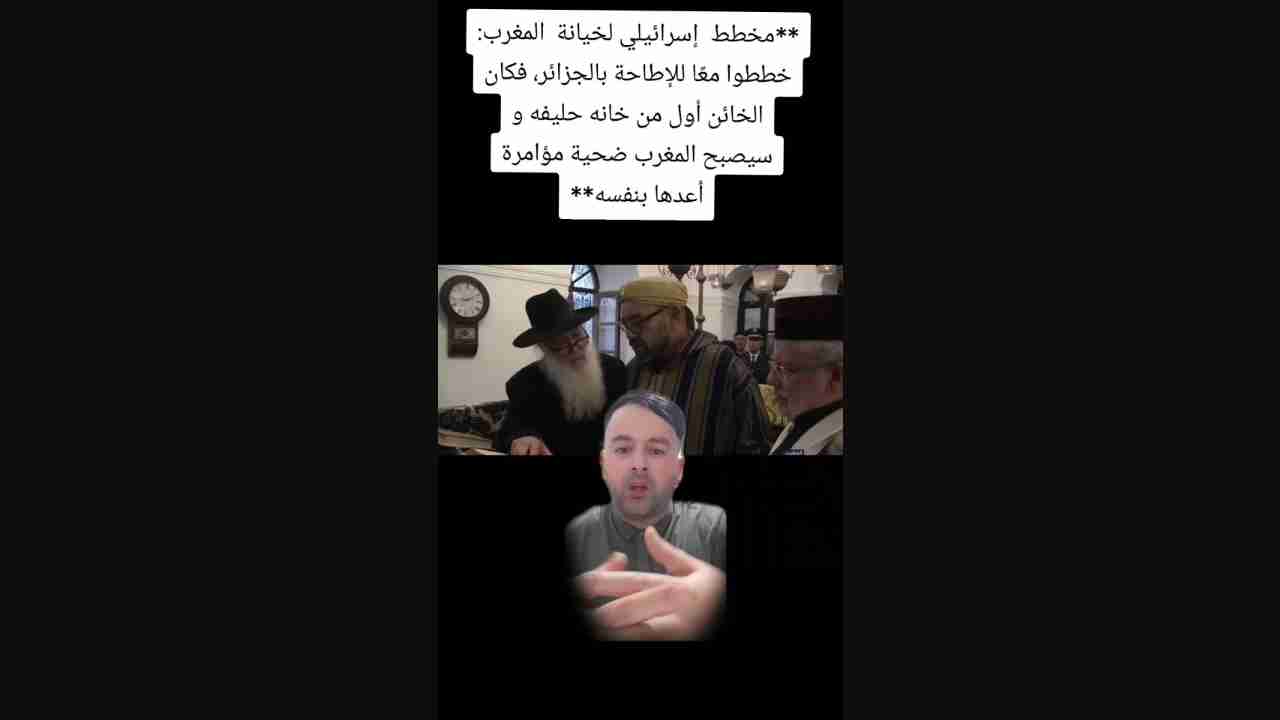 **مخطط إسرائيلي لخيانة المغرب:
خططوا معًا للإطاحة بالجزائر، فكان
الخائن أول من خانه حليفه و
سيصبح المغرب ضحية مؤامرة
أعدها بنفسه**